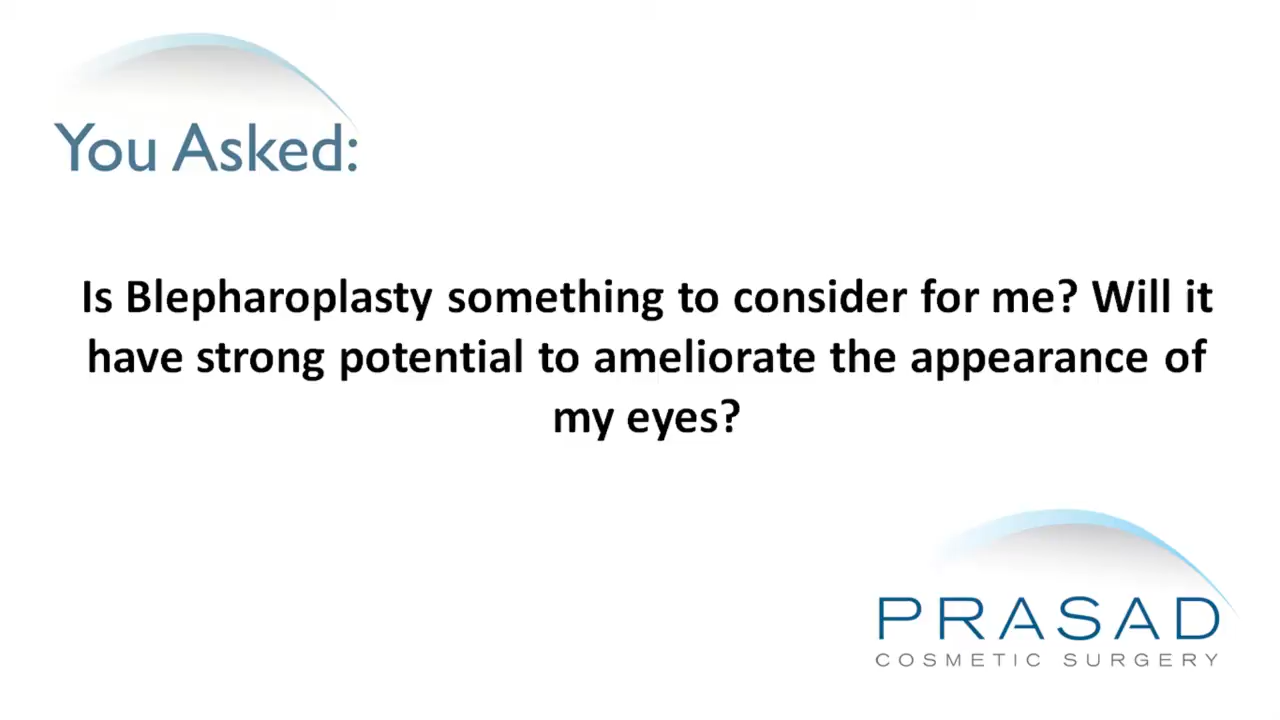 You Asked:
Is Blepharoplasty something to consider for me? Will it
have strong potential to ameliorate the appearance of
my eyes?
PRASAD
COSMETIC SURGERY